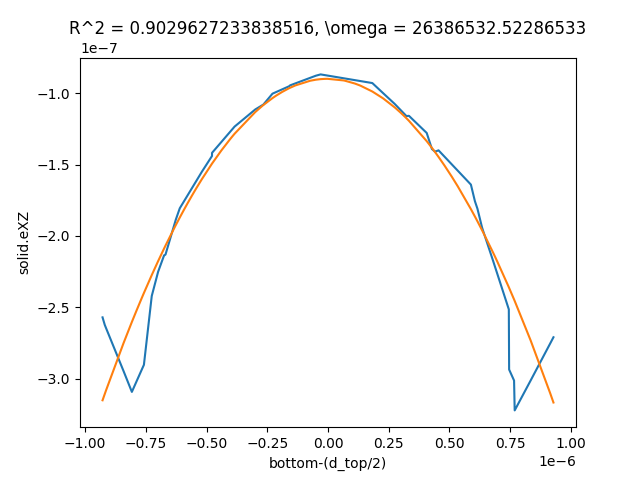 R^2 = 0.9029627233838516, \omega = 26386532.52286533
1e−7
−1.0
−1.5
−2.0
−2.5
−3.0
solid.eXZ
−1.00
−0.75
−0.50
−0.25
0.00
0.25
0.50
0.75
1.00
bottom-(d_top/2)
1e−6